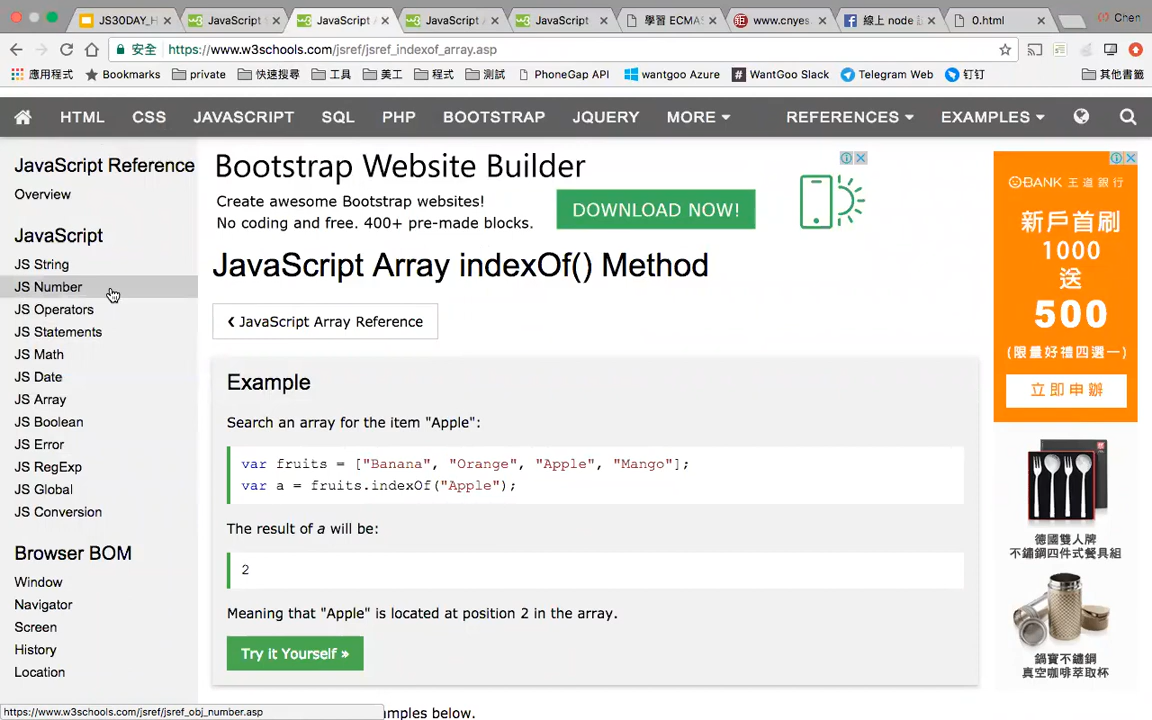 JS30DAY_H
JavaScript
JavaScript
JavaScript A
JavaScript
學習 ECMAS
www.cnyes.
線上 node
0.html
Chen
安全
https://www.w3schools.com/jsref/jsref_indexof_array.asp
應用程式
Bookmarks
private
快速搜尋
工具
美工
程式
測試
PhoneGap API
wantgoo Azure
WantGoo Slack
Telegram Web
钉钉
其他書籤
HTML
CSS
JAVASCRIPT
SQL
PHP
BOOTSTRAP
JQUERY
MORE
REFERENCES
EXAMPLES
JavaScript Reference
Overview
JavaScript
JS String
JS Number
JS Operators
JS Statements
JS Math
JS Date
JS Array
JS Boolean
JS Error
JS RegExp
JS Global
JS Conversion
Browser BOM
Window
Navigator
Screen
History
Location
https://www.w3schools.com/jsref/jsref_obj_number.asp
Bootstrap Website Builder
Create awesome Bootstrap websites!
No coding and free. 400+ pre-made blocks.
DOWNLOAD NOW!
JavaScript Array indexOf() Method
❮ JavaScript Array Reference
Example
Search an array for the item "Apple":
var fruits = ["Banana", "Orange", "Apple", "Mango"];
var a = fruits.indexOf("Apple");
The result of a will be:
2
Meaning that "Apple" is located at position 2 in the array.
Try it Yourself »
amples below.
BANK 王道銀行
新戶首刷
1000
送
500
(限量好禮四選一)
立即申辦
德國雙人牌
不鏽鋼四件式餐具組
鍋寶不鏽鋼
真空咖啡萃取杯